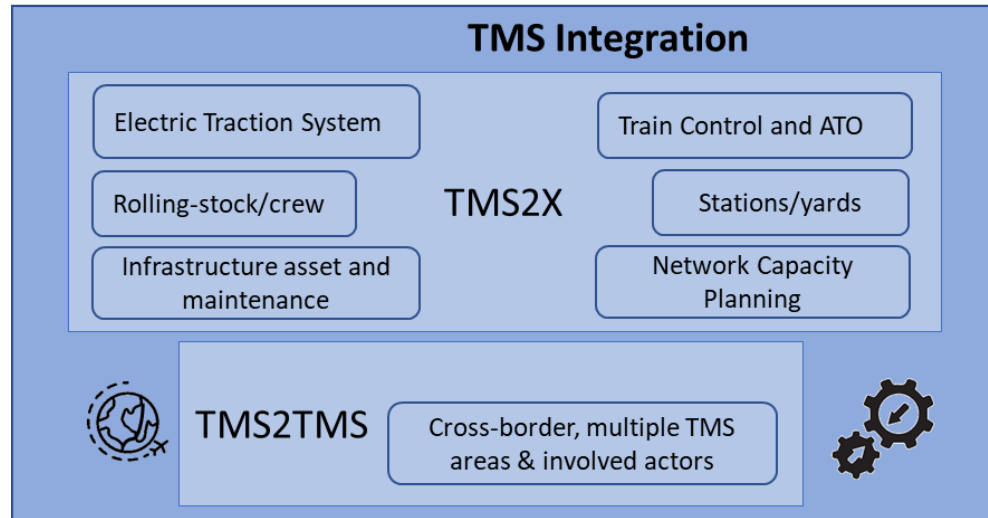 TMS Integration
Electric Traction System
Train Control and ATO
Rolling-stock/crew
TMS2X
Stations/yards
Infrastructure asset and
maintenance
Network Capacity
Planning
TMS2TMS
Cross-border, multiple TMS
areas & involved actors